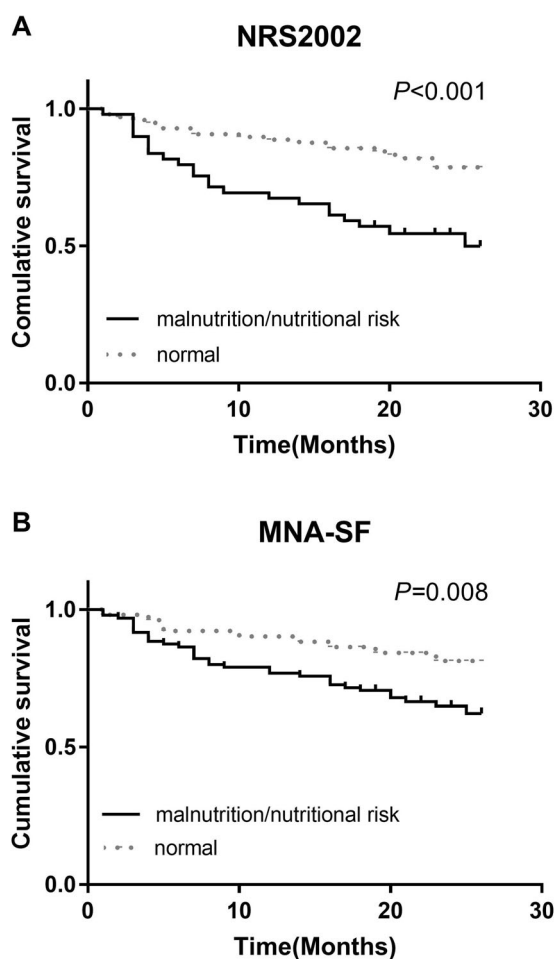 A
NRS2002
P<0.001
Comulative survival
1.0
0.5
0.0
malnutrition/nutritional risk
normal
0 10 20 30
Time(Months)
B
MNA-SF
P=0.008
Cumulative survival
1.0
0.5
0.0
malnutrition/nutritional risk
normal
0 10 20 30
Time(Months)